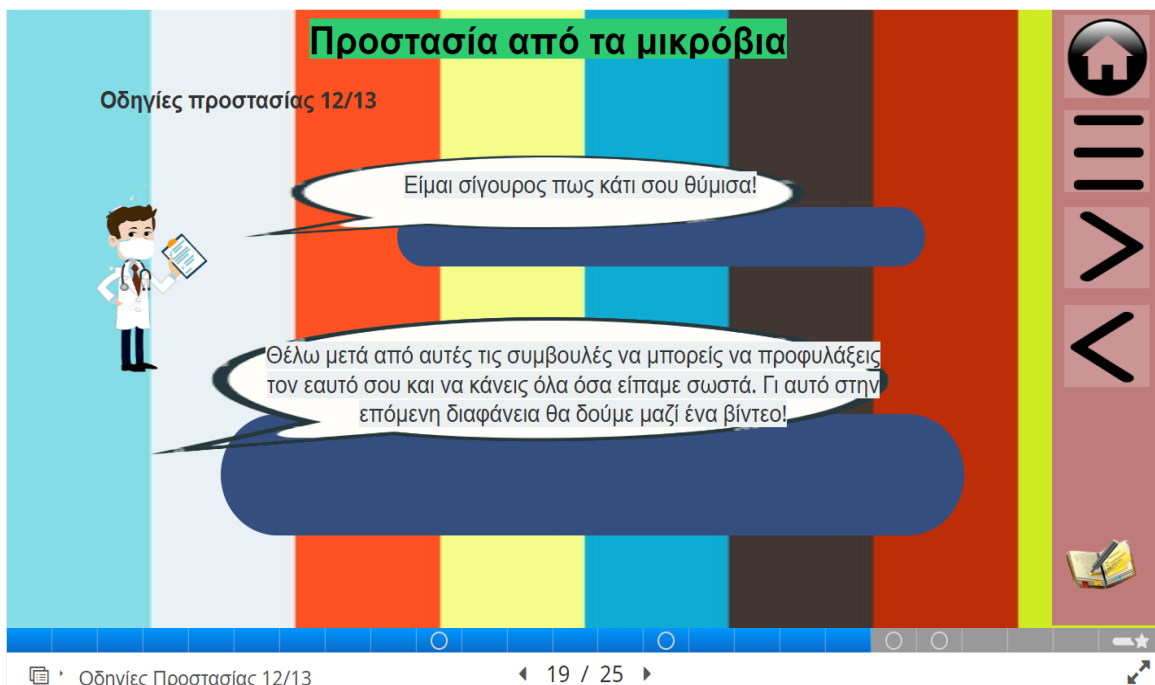 Προστασία από τα μικρόβια
Οδηγίες προστασίας 12/13
Είμαι σίγουρος πως κάτι σου θύμισα!
Θέλω μετά από αυτές τις συμβουλές να μπορείς να προφυλάξεις
τον εαυτό σου και να κάνεις όλα όσα είπαμε σωστά. Γι αυτό στην
επόμενη διαφάνεια θα δούμε μαζί ένα βίντεο!
Οδηγίες Προστασίας 12/13
19 / 25